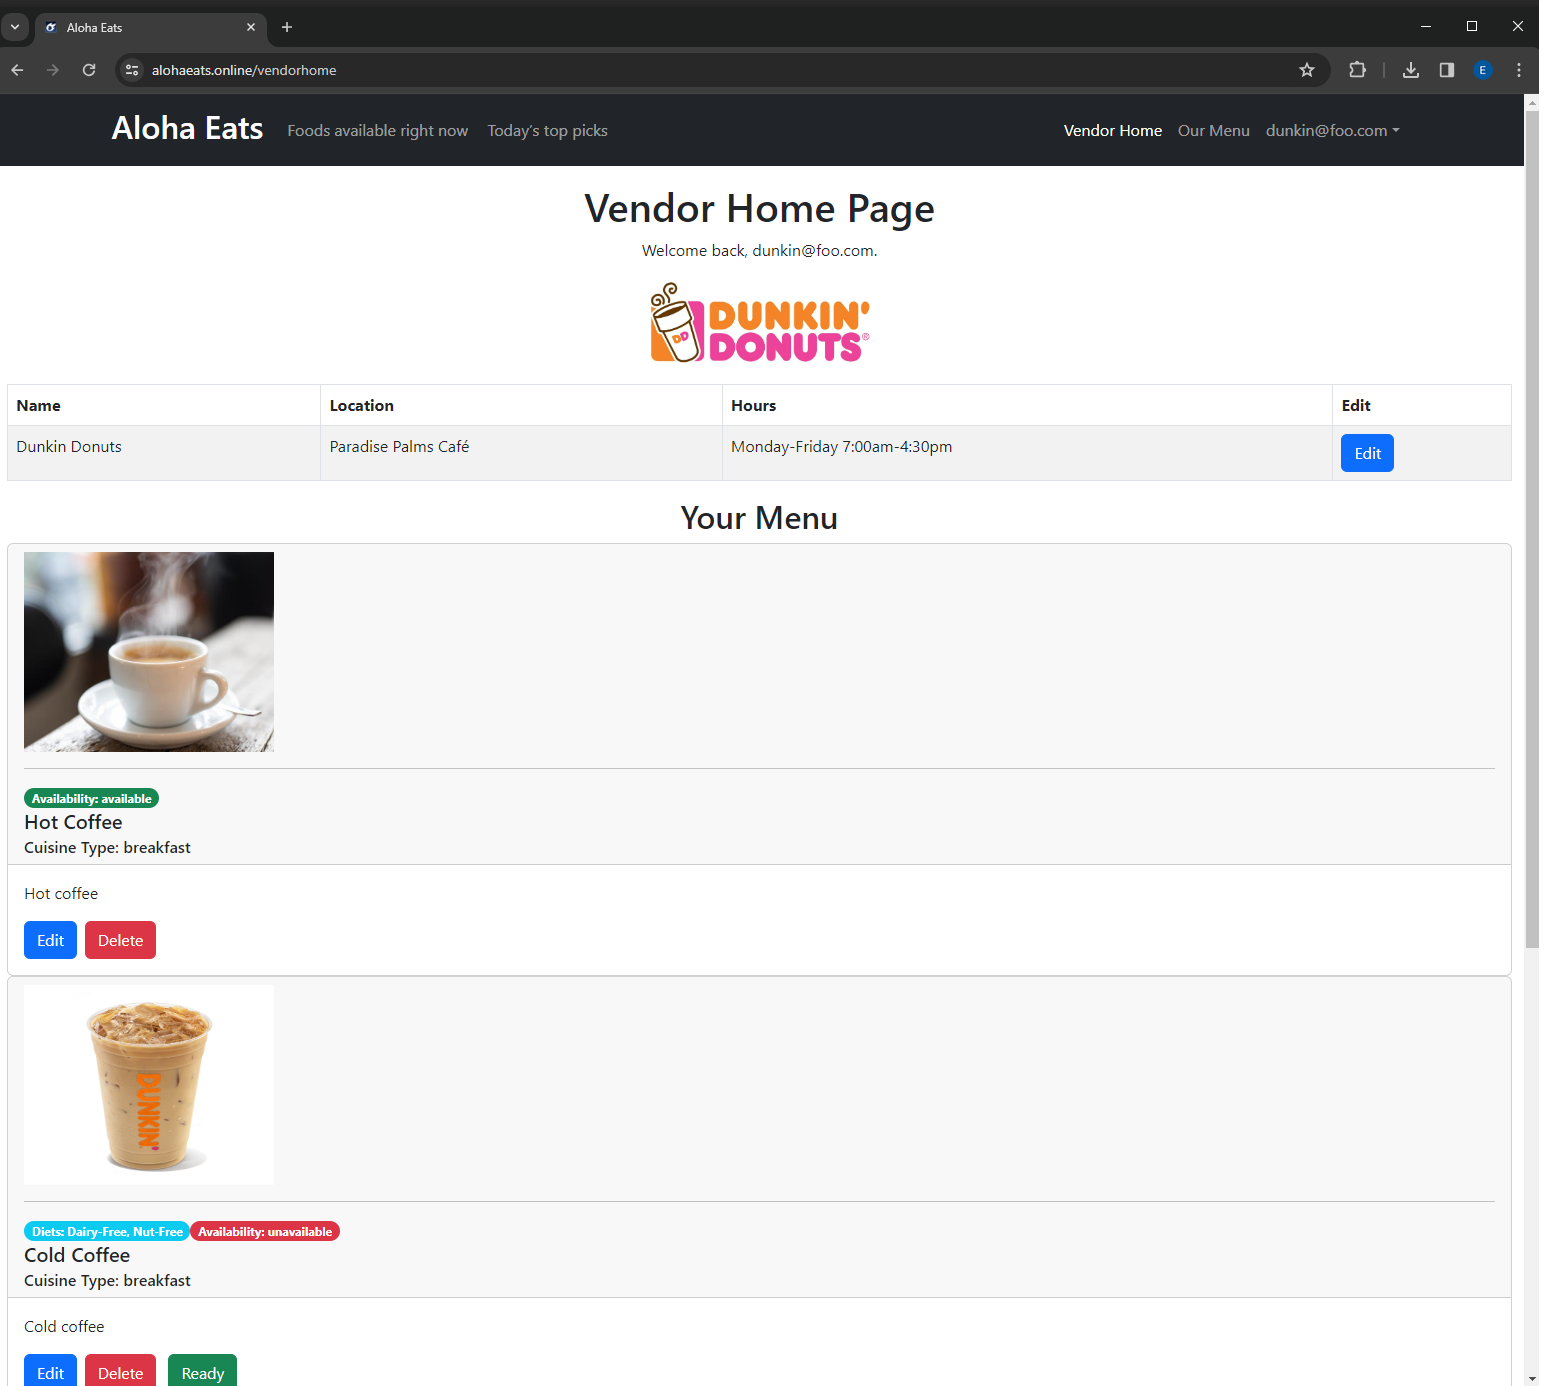 Aloha Eats
alohaeats.online/vendorhome
E
Aloha Eats Foods available right now Today's top picks Vendor Home Our Menu dunkin@foo.com
Vendor Home Page
Welcome back, dunkin@foo.com.
DD
DUNKIN'
DONUTS®
Name Location Hours Edit
Dunkin Donuts Paradise Palms Café Monday-Friday 7:00am-4:30pm Edit
Your Menu
Availability: available
Hot Coffee
Cuisine Type: breakfast
Hot coffee
Edit Delete
DUNKIN'
Diets: Dairy-Free, Nut-Free Availability: unavailable
Cold Coffee
Cuisine Type: breakfast
Cold coffee
Edit Delete Ready